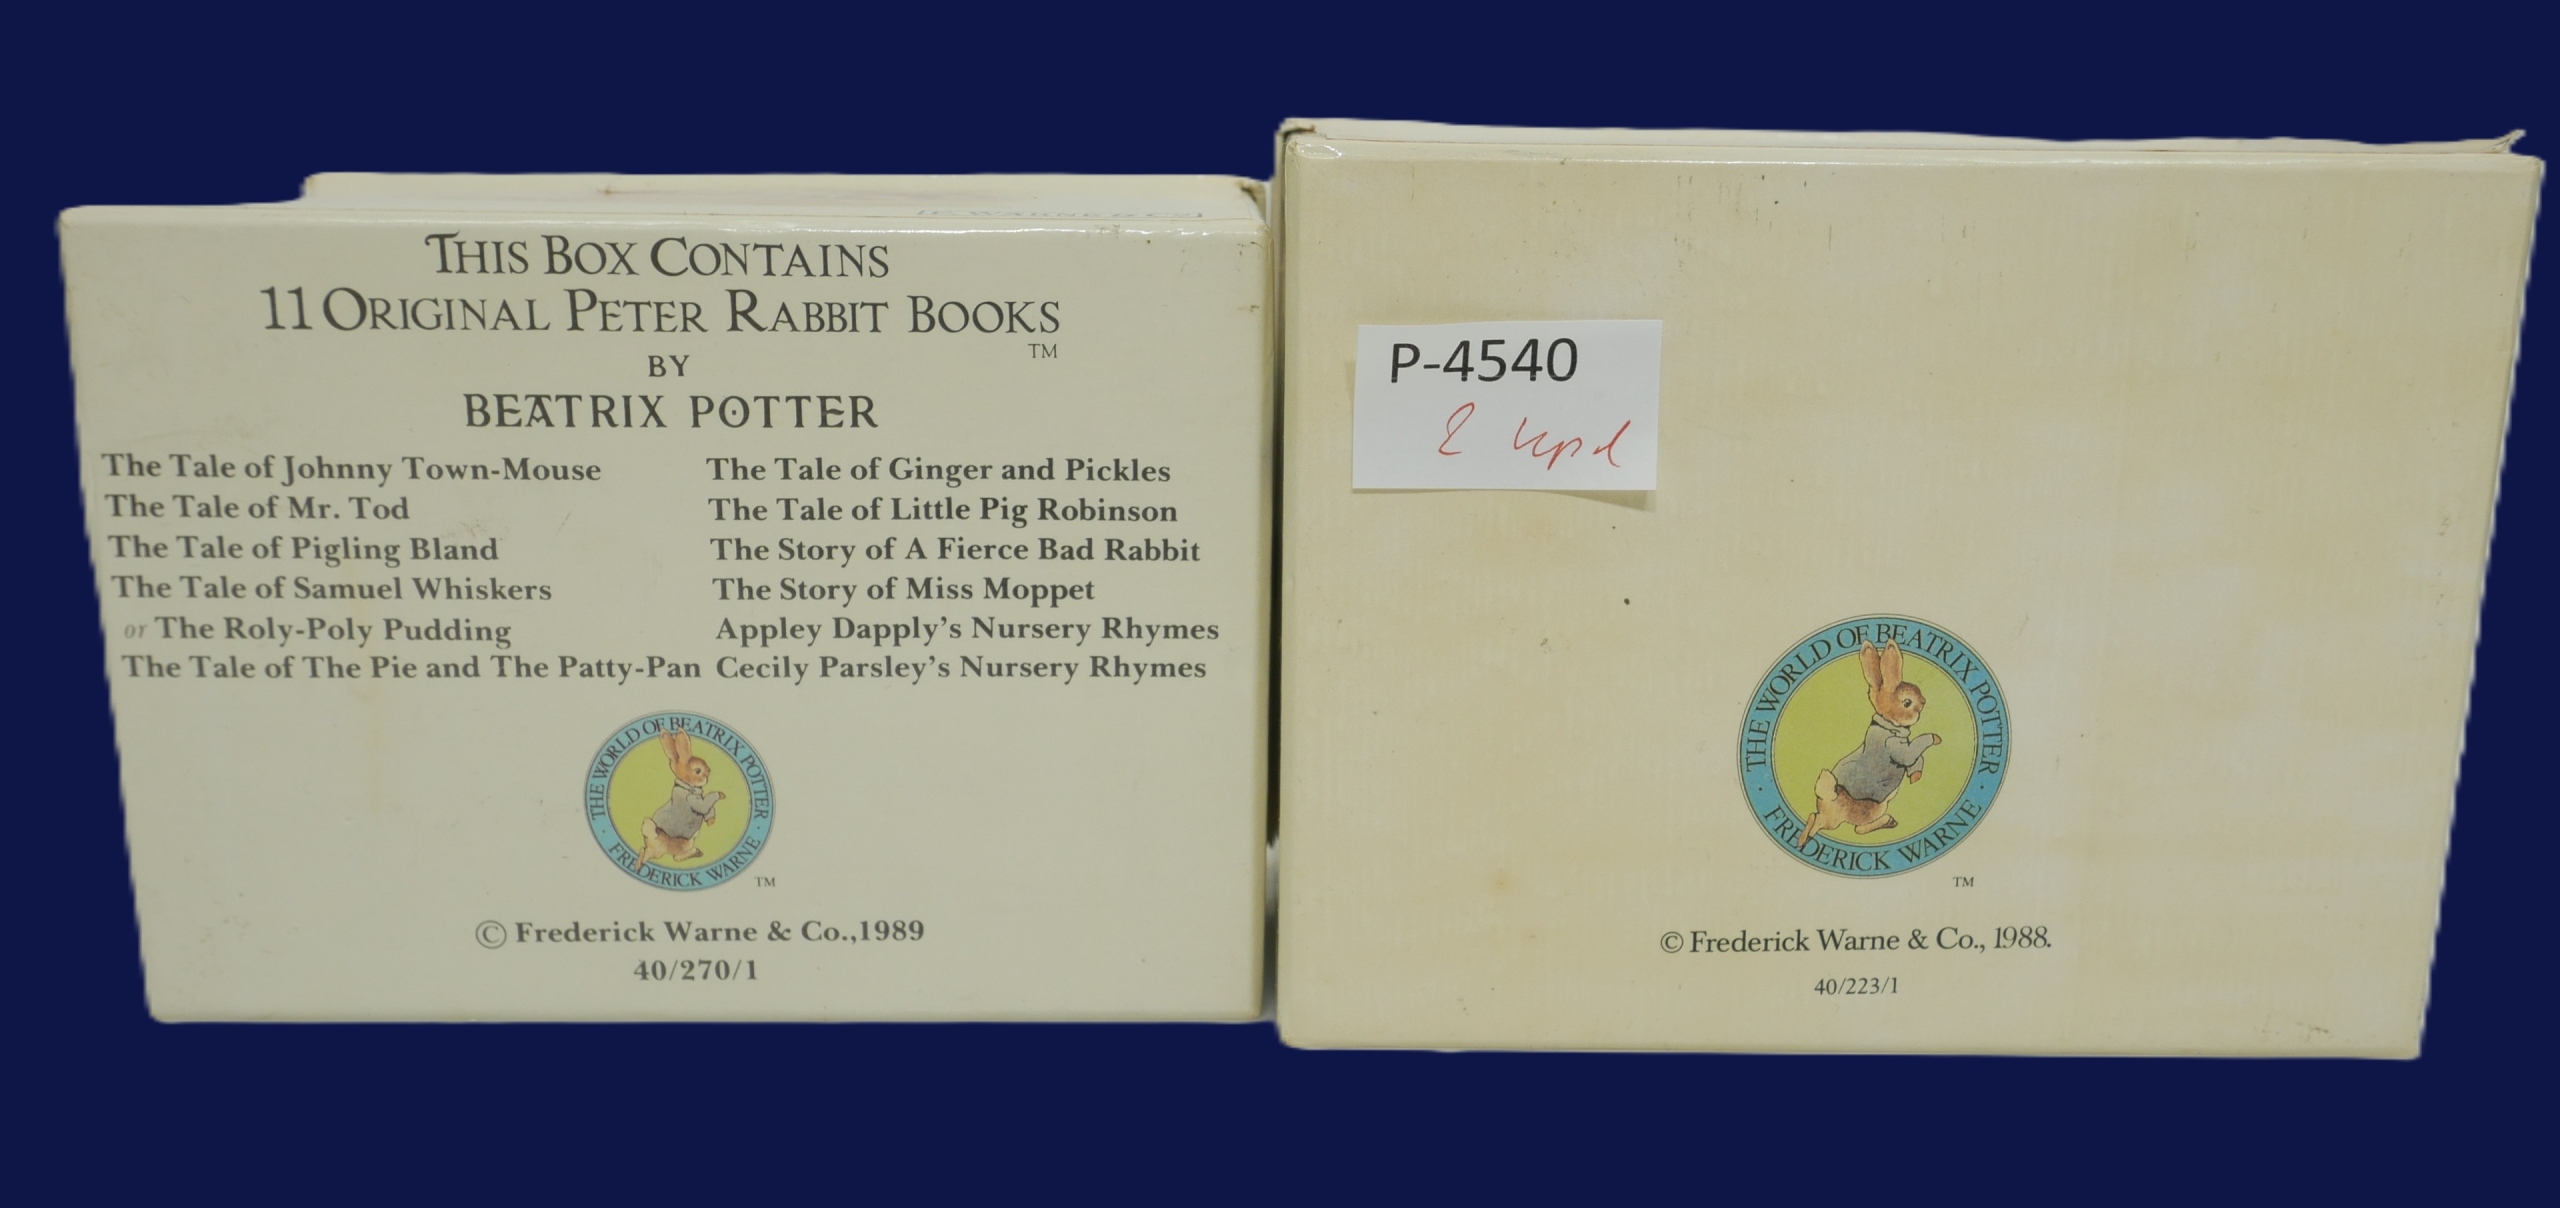 THIS BOX CONTAINS
11 ORIGINAL PETER RABBIT BOOKS
TM
BY
BEATRIX POTTER
The Tale of Johnny Town-Mouse
The Tale of Mr. Tod
The Tale of Pigling Bland
The Tale of Samuel Whiskers
or The Roly-Poly Pudding
The Tale of The Pie and The Patty-Pan
The Tale of Ginger and Pickles
The Tale of Little Pig Robinson
The Story of A Fierce Bad Rabbit
The Story of Miss Moppet
Appley Dapply's Nursery Rhymes
Cecily Parsley's Nursery Rhymes
THE WORLD OF BEATRIX POTTER
· FREDERICK WARNE ·
TM
© Frederick Warne & Co.,1989
40/270/1
P-4540
2
THE WORLD OF BEATRIX POTTER
· FREDERICK WARNE ·
TM
© Frederick Warne & Co., 1988.
40/223/1